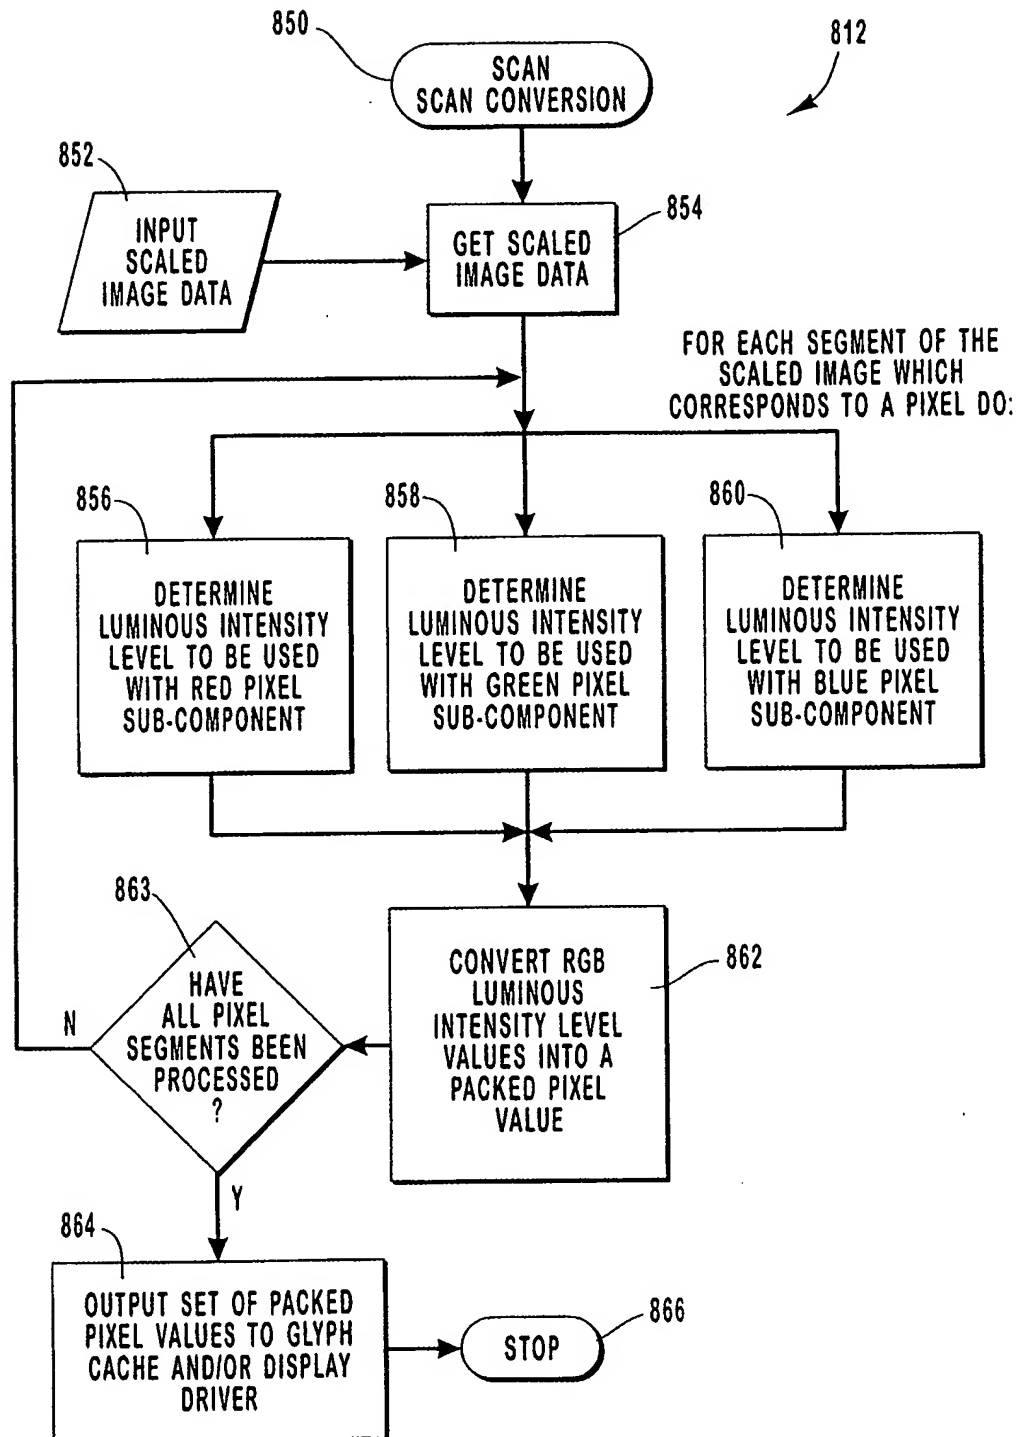 850
812
SCAN
SCAN CONVERSION
852
INPUT
SCALED
IMAGE DATA
854
GET SCALED
IMAGE DATA
FOR EACH SEGMENT OF THE
SCALED IMAGE WHICH
CORRESPONDS TO A PIXEL DO:
856
DETERMINE
LUMINOUS INTENSITY
LEVEL TO BE USED
WITH RED PIXEL
SUB-COMPONENT
858
DETERMINE
LUMINOUS INTENSITY
LEVEL TO BE USED
WITH GREEN PIXEL
SUB-COMPONENT
860
DETERMINE
LUMINOUS INTENSITY
LEVEL TO BE USED
WITH BLUE PIXEL
SUB-COMPONENT
862
CONVERT RGB
LUMINOUS
INTENSITY LEVEL
VALUES INTO A
PACKED PIXEL
VALUE
863
HAVE
ALL PIXEL
SEGMENTS BEEN
PROCESSED
?
N
Y
864
OUTPUT SET OF PACKED
PIXEL VALUES TO GLYPH
CACHE AND/OR DISPLAY
DRIVER
866
STOP